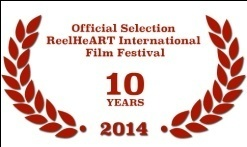 Official Selection
ReelHeART International
Film Festival
10
YEARS
2014